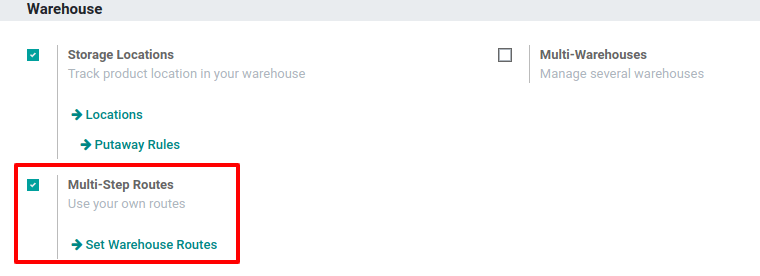 Warehouse
Storage Locations
Track product location in your warehouse
Locations
Putaway Rules
Multi-Step Routes
Use your own routes
Set Warehouse Routes
Multi-Warehouses
Manage several warehouses